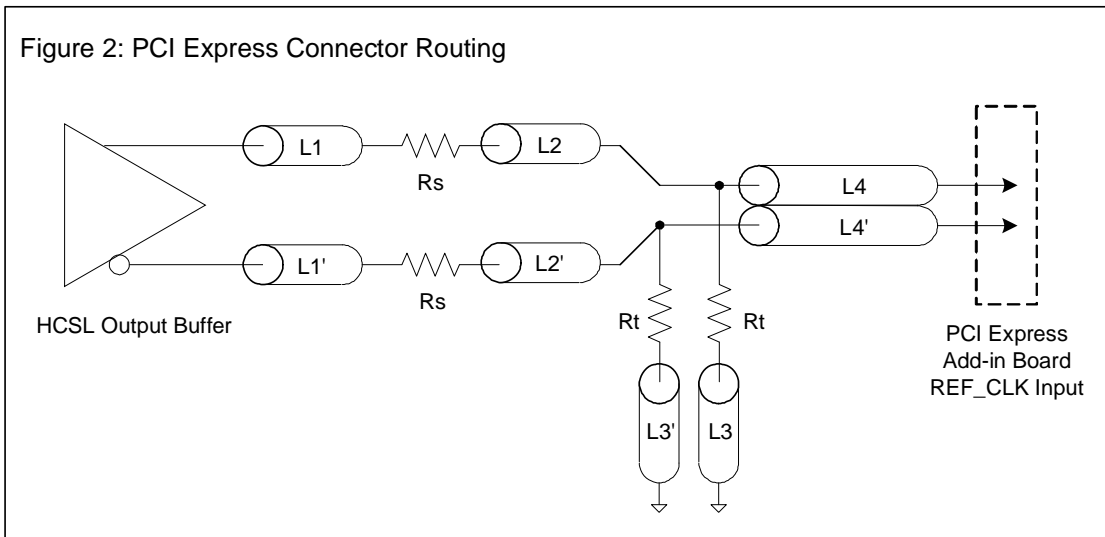 Figure 2: PCI Express Connector Routing
L1
Rs
L2
L4
L4'
L1'
Rs
L2'
HCSL Output Buffer
Rt
Rt
L3'
L3
PCI Express
Add-in Board
REF_CLK Input